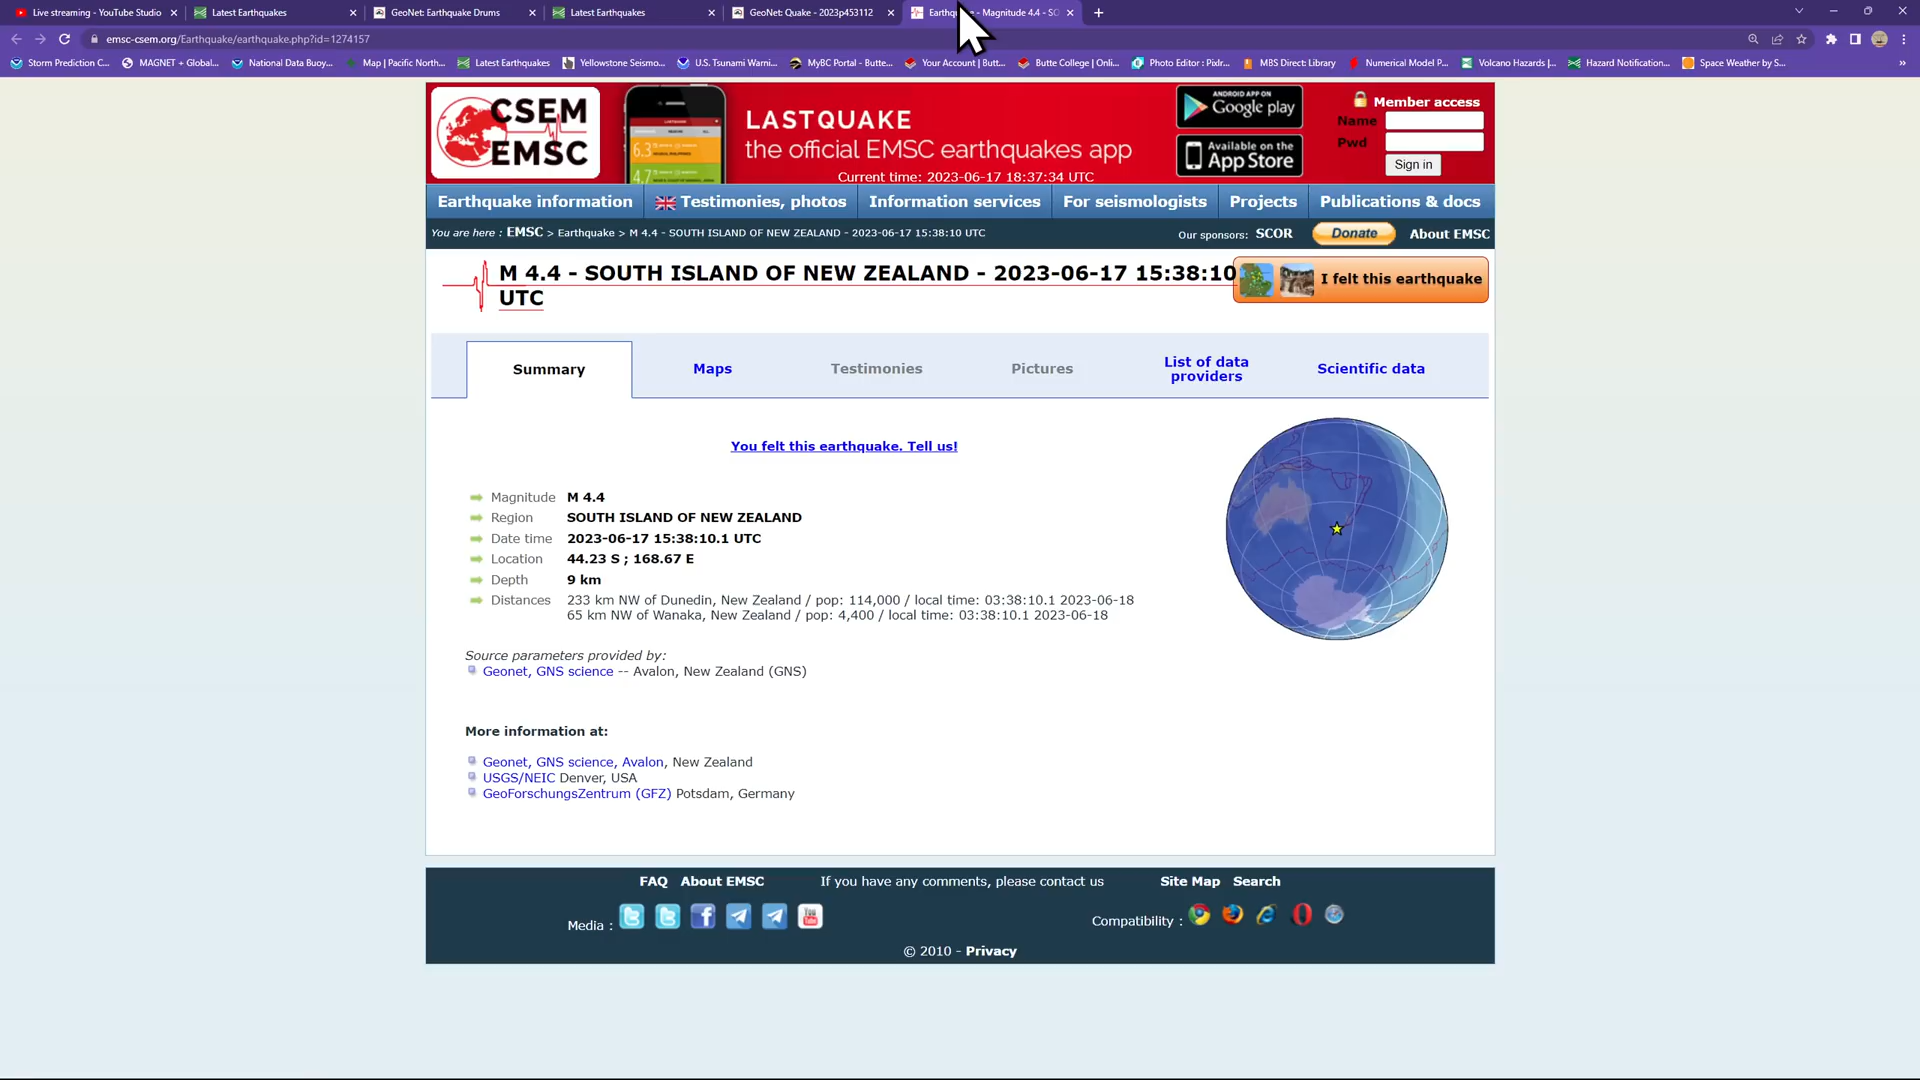 Live streaming - YouTube Studio
Latest Earthquakes
GeoNet: Earthquake Drums
Latest Earthquakes
GeoNet: Quake - 2023p453112
Magnitude 4.4 - SO
emsc-csem.org/Earthquake/earthquake.php?id=1274157
Storm Prediction C...
MAGNET + Global...
National Data Buoy...
Map | Pacific North...
Latest Earthquakes
Yellowstone Seismo...
U.S. Tsunami Warni...
MyBC Portal - Butte...
Your Account | Butt...
Butte College | Onli...
Photo Editor : Pixlr...
MBS Direct: Library
Numerical Model P...
Volcano Hazards |...
Hazard Notification...
Space Weather by S...
»
CSEM
EMSC
LASTQUAKE
the official EMSC earthquakes app
Current time: 2023-06-17 18:37:34 UTC
ANDROID APP ON
Google play
Available on the
App Store
Member access
Name
Pwd
Sign in
Earthquake information
Testimonies, photos
Information services
For seismologists
Projects
Publications & docs
You are here : EMSC > Earthquake > M 4.4 - SOUTH ISLAND OF NEW ZEALAND - 2023-06-17 15:38:10 UTC
Our sponsors: SCOR
Donate
About EMSC
M 4.4 - SOUTH ISLAND OF NEW ZEALAND - 2023-06-17 15:38:10
UTC
I felt this earthquake
Summary
Maps
Testimonies
Pictures
List of data
providers
Scientific data
You felt this earthquake. Tell us!
Magnitude M 4.4
Region SOUTH ISLAND OF NEW ZEALAND
Date time 2023-06-17 15:38:10.1 UTC
Location 44.23 S ; 168.67 E
Depth 9 km
Distances 233 km NW of Dunedin, New Zealand / pop: 114,000 / local time: 03:38:10.1 2023-06-18
65 km NW of Wanaka, New Zealand / pop: 4,400 / local time: 03:38:10.1 2023-06-18
Source parameters provided by:
Geonet, GNS science -- Avalon, New Zealand (GNS)
More information at:
Geonet, GNS science, Avalon, New Zealand
USGS/NEIC Denver, USA
GeoForschungsZentrum (GFZ) Potsdam, Germany
FAQ About EMSC If you have any comments, please contact us Site Map Search
Media :
Compatibility :
© 2010 - Privacy